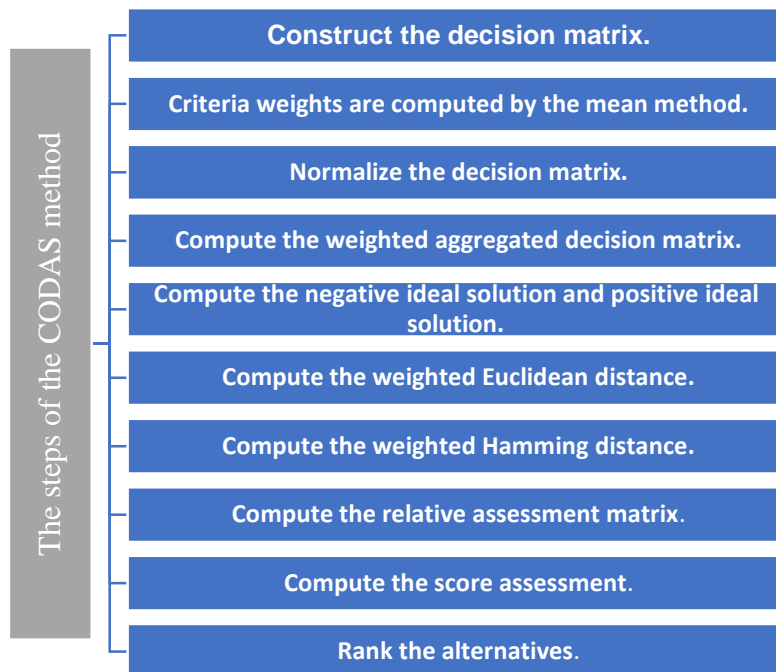 The steps of the CODAS method
Construct the decision matrix.
Criteria weights are computed by the mean method.
Normalize the decision matrix.
Compute the weighted aggregated decision matrix.
Compute the negative ideal solution and positive ideal
solution.
Compute the weighted Euclidean distance.
Compute the weighted Hamming distance.
Compute the relative assessment matrix.
Compute the score assessment.
Rank the alternatives.